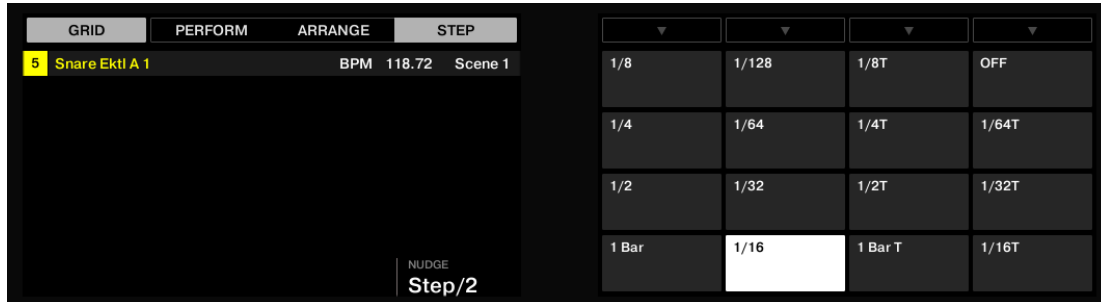 GRID PERFORM ARRANGE STEP
5 Snare Ektl A 1 BPM 118.72 Scene 1
NUDGE
Step/2
1/8 1/128 1/8T OFF
1/4 1/64 1/4T 1/64T
1/2 1/32 1/2T 1/32T
1 Bar 1/16 1 Bar T 1/16T